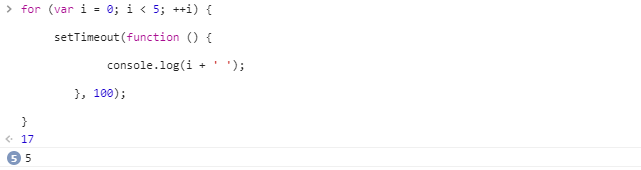 > for (var i = 0; i < 5; ++i) {
setTimeout(function () {
console.log(i + ' ');
}, 100);
}
17
5 5